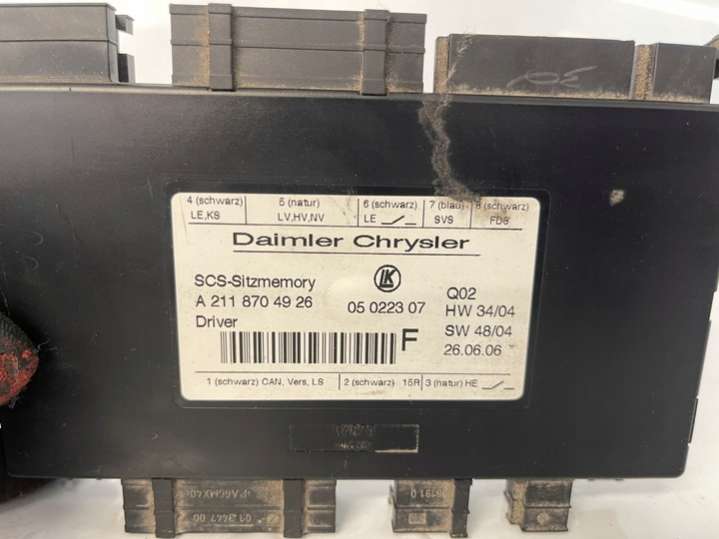 4 (schwarz) 5 (natur) 6 (schwarz) 7 (blau) 8 (schwarz)
LE,KS LV,HV,NV LE SVS FDS
Daimler Chrysler
SCS-Sitzmemory
A 211 870 49 26 05 0223 07
Driver
LK
Q02
HW 34/04
SW 48/04
26.06.06
F
1 (schwarz) CAN, Vers, LS 2 (schwarz) 15R 3 (natur) HE